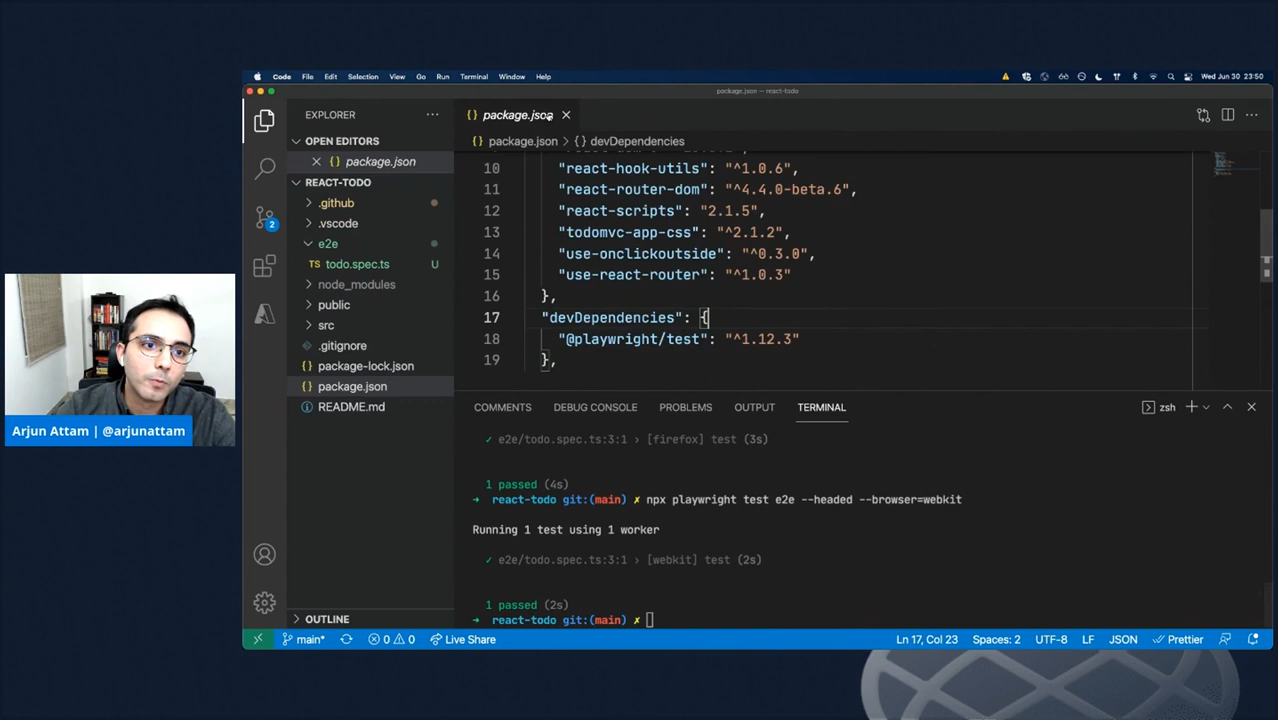 Code File Edit Selection View Go Run Terminal Window Help Wed Jun 30 23:50
package.json — react-todo
EXPLORER
OPEN EDITORS
package.json
REACT-TODO
.github
.vscode
e2e
TS todo.spec.ts U
node_modules
public
src
.gitignore
{} package-lock.json
{} package.json
README.md
OUTLINE
2
{} package.json
{} package.json > {} devDependencies
10 "react-hook-utils": "^1.0.6",
11 "react-router-dom": "^4.4.0-beta.6",
12 "react-scripts": "2.1.5",
13 "todomvc-app-css": "^2.1.2",
14 "use-onclickoutside": "^0.3.0",
15 "use-react-router": "^1.0.3"
16 },
17 "devDependencies": {
18 "@playwright/test": "^1.12.3"
19 },
COMMENTS DEBUG CONSOLE PROBLEMS OUTPUT TERMINAL zsh
✓ e2e/todo.spec.ts:3:1 › [firefox] test (3s)
1 passed (4s)
→ react-todo git:(main) ✗ npx playwright test e2e --headed --browser=webkit
Running 1 test using 1 worker
✓ e2e/todo.spec.ts:3:1 › [webkit] test (2s)
1 passed (2s)
→ react-todo git:(main) ✗
main* 0 0 Live Share Ln 17, Col 23 Spaces: 2 UTF-8 LF JSON Prettier
Arjun Attam | @arjunattam